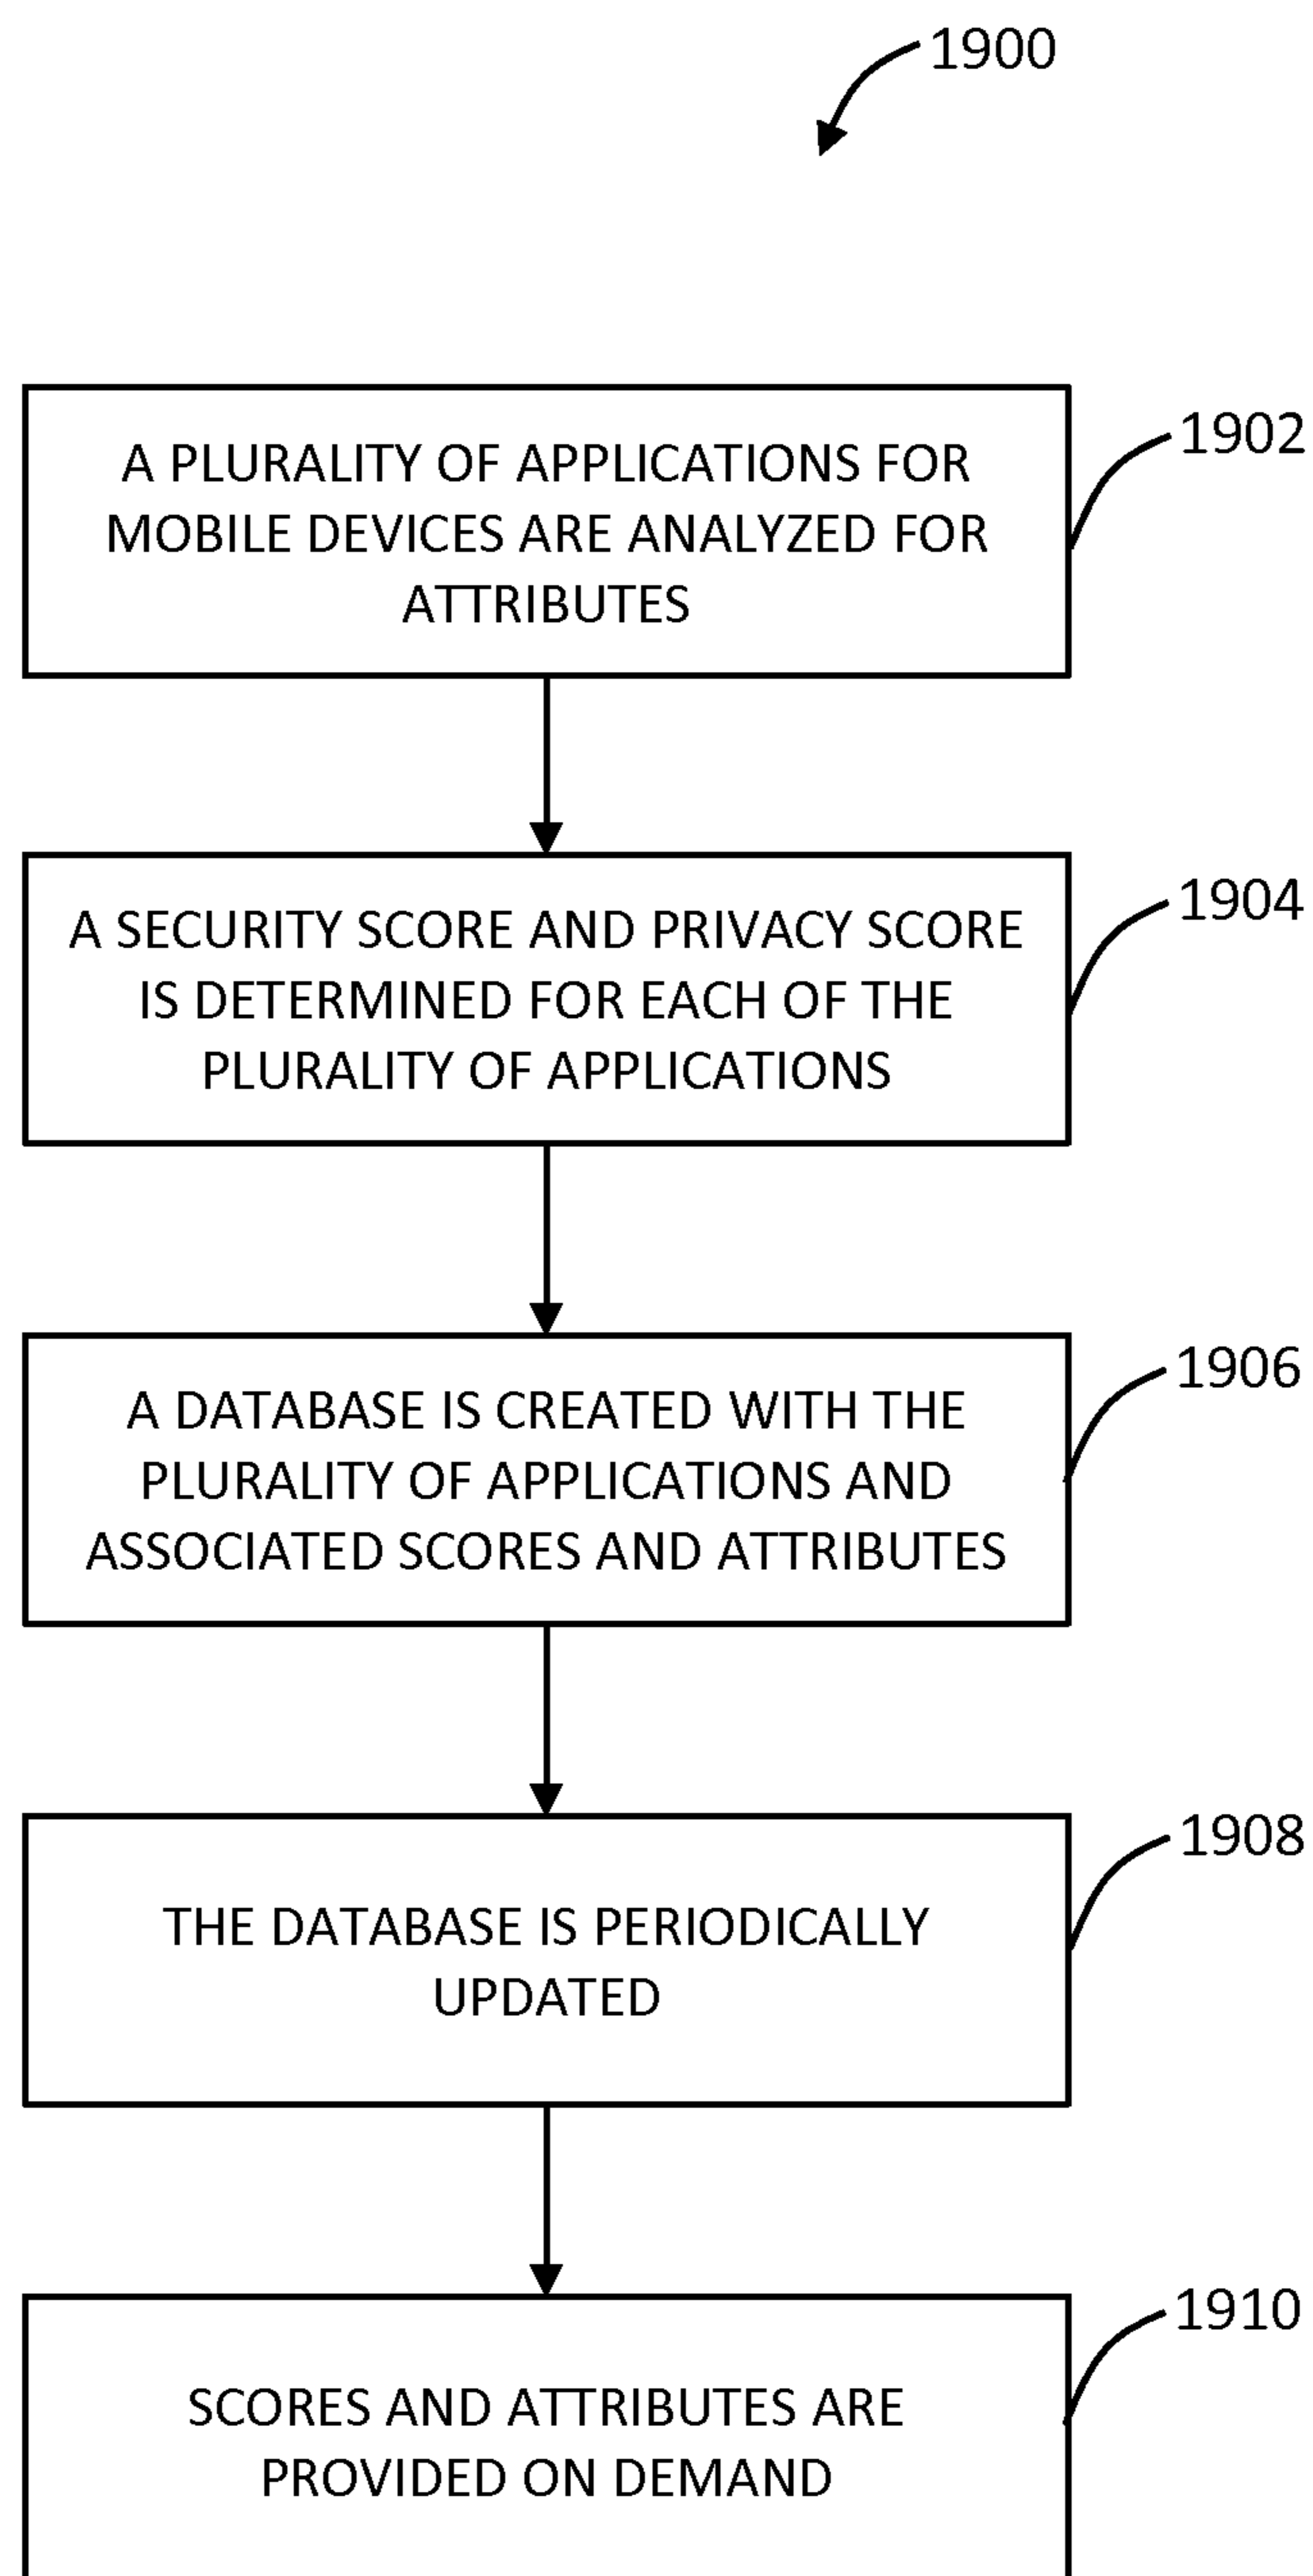 1900
A PLURALITY OF APPLICATIONS FOR
MOBILE DEVICES ARE ANALYZED FOR
ATTRIBUTES
1902
A SECURITY SCORE AND PRIVACY SCORE
IS DETERMINED FOR EACH OF THE
PLURALITY OF APPLICATIONS
1904
A DATABASE IS CREATED WITH THE
PLURALITY OF APPLICATIONS AND
ASSOCIATED SCORES AND ATTRIBUTES
1906
THE DATABASE IS PERIODICALLY
UPDATED
1908
SCORES AND ATTRIBUTES ARE
PROVIDED ON DEMAND
1910